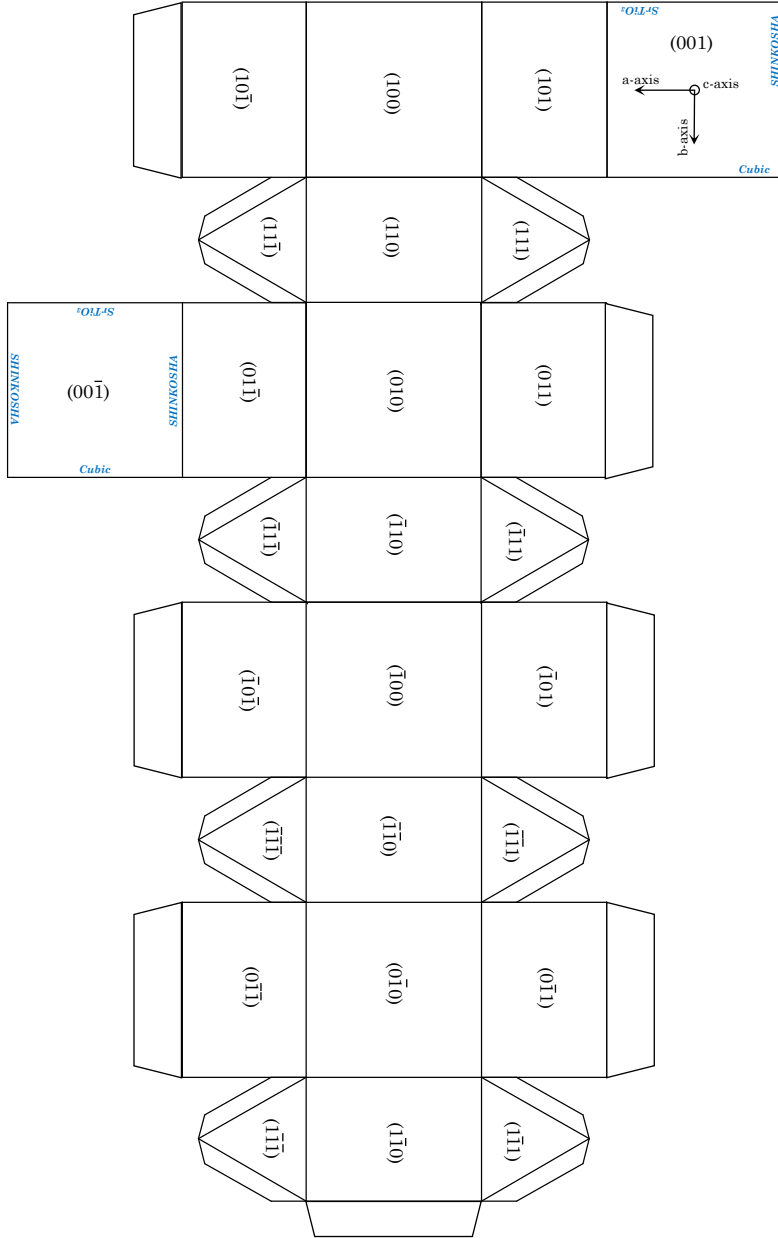 SrTiO₃
(001)
SHINKOSHA
a-axis
c-axis
b-axis
Cubic
(101)
(100)
(101̅)
(111)
(110)
(111̅)
SrTiO₃
SHINKOSHA
(001̅)
SHINKOSHA
Cubic
(011̅)
(010)
(011)
(1̅11̅)
(1̅10)
(1̅11)
(1̅01̅)
(1̅00)
(1̅01)
(1̅1̅1̅)
(1̅1̅0)
(1̅1̅1)
(01̅1̅)
(01̅0)
(01̅1)
(11̅1̅)
(11̅0)
(11̅1)